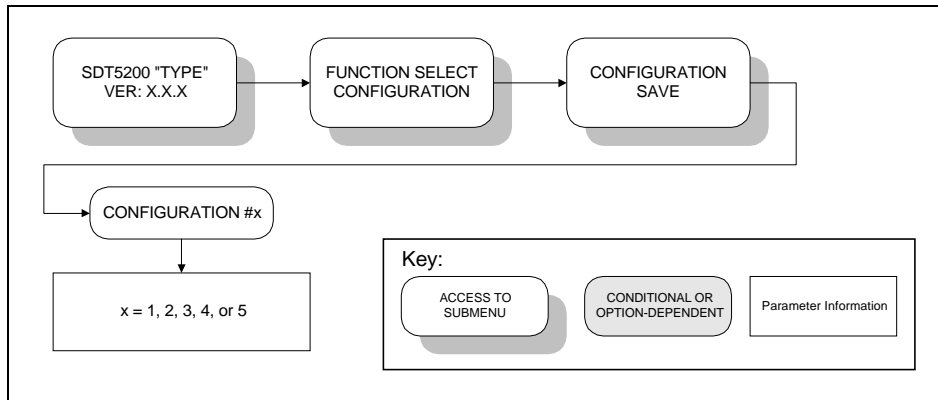 SDT5200 "TYPE"
VER: X.X.X
FUNCTION SELECT
CONFIGURATION
CONFIGURATION
SAVE
CONFIGURATION #x
x = 1, 2, 3, 4, or 5
Key:
ACCESS TO
SUBMENU
CONDITIONAL OR
OPTION-DEPENDENT
Parameter Information